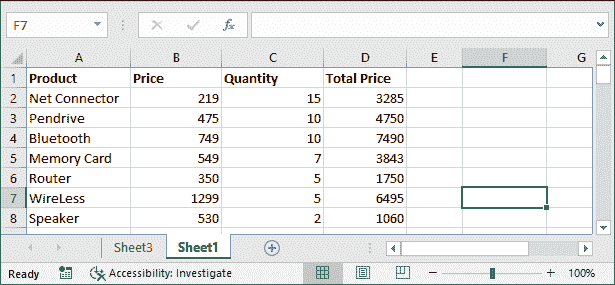 F7 fx
A B C D E F G
1 Product Price Quantity Total Price
2 Net Connector 219 15 3285
3 Pendrive 475 10 4750
4 Bluetooth 749 10 7490
5 Memory Card 549 7 3843
6 Router 350 5 1750
7 WireLess 1299 5 6495
8 Speaker 530 2 1060
Sheet3 Sheet1
Ready Accessibility: Investigate 100%